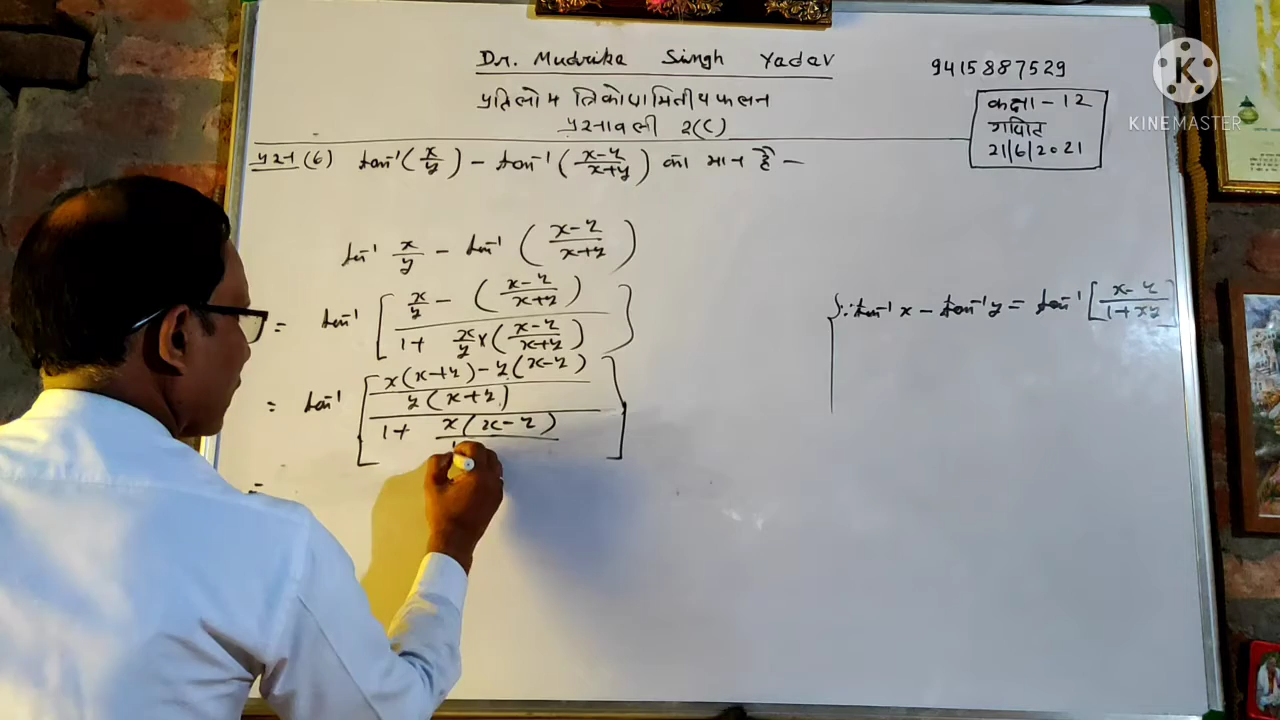 Dr. Mudrika Singh Yadav
9415887529
K
KINEMASTER
प्रतिलोम त्रिकोणमितीय फलन
प्रश्नावली 2(C)
कक्षा - 12
गणित
21/6/2021
प्रश्न (6) tan⁻¹(x/y) - tan⁻¹((x-y)/(x+y)) का मान है -
tan⁻¹ x/y - tan⁻¹ ((x-y)/(x+y))
= tan⁻¹ [(x/y - ((x-y)/(x+y)))/(1 + x/y × ((x-y)/(x+y)))]
{∵ tan⁻¹ x - tan⁻¹ y = tan⁻¹ [(x-y)/(1+xy)]
= tan⁻¹ [((x(x+y) - y(x-y))/(y(x+y)))/(1 + x(x-y)/
=